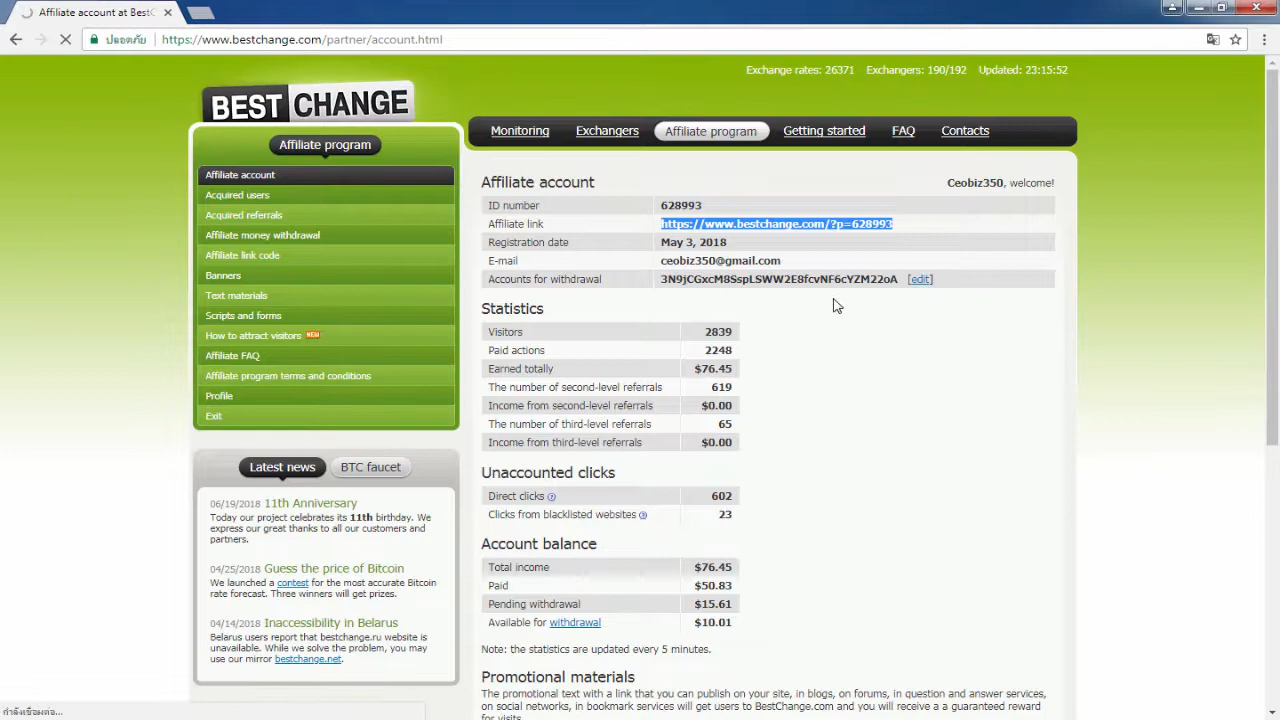 Affiliate account at BestC
ปลอดภัย
https://www.bestchange.com/partner/account.html
Exchange rates: 26371 Exchangers: 190/192 Updated: 23:15:52
BEST CHANGE
Monitoring Exchangers Affiliate program Getting started FAQ Contacts
Affiliate program
Affiliate account
Acquired users
Acquired referrals
Affiliate money withdrawal
Affiliate link code
Banners
Text materials
Scripts and forms
How to attract visitors NEW
Affiliate FAQ
Affiliate program terms and conditions
Profile
Exit
Latest news BTC faucet
06/19/2018 11th Anniversary
Today our project celebrates its 11th birthday. We
express our great thanks to all our customers and
partners.
04/25/2018 Guess the price of Bitcoin
We launched a contest for the most accurate Bitcoin
rate forecast. Three winners will get prizes.
04/14/2018 Inaccessibility in Belarus
Belarus users report that bestchange.ru website is
unavailable. While we solve the problem, you may
use our mirror bestchange.net.
Affiliate account
Ceobiz350, welcome!
ID number 628993
Affiliate link https://www.bestchange.com/?p=628993
Registration date May 3, 2018
E-mail ceobiz350@gmail.com
Accounts for withdrawal 3N9jCGxcM8SspLSWW2E8fcvNF6cYZM22oA [edit]
Statistics
Visitors 2839
Paid actions 2248
Earned totally $76.45
The number of second-level referrals 619
Income from second-level referrals $0.00
The number of third-level referrals 65
Income from third-level referrals $0.00
Unaccounted clicks
Direct clicks ? 602
Clicks from blacklisted websites ? 23
Account balance
Total income $76.45
Paid $50.83
Pending withdrawal $15.61
Available for withdrawal $10.01
Note: the statistics are updated every 5 minutes.
Promotional materials
The promotional text with a link that you can publish on your site, in blogs, on forums, in question and answer services,
on social networks, in bookmark services will get users to BestChange.com and you will receive a a guaranteed reward
for visits.
กำลังเชื่อมต่อ...